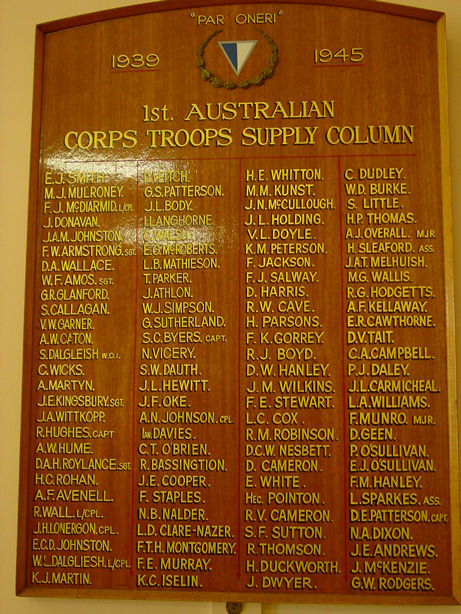 "PAR ONERI"
1939 1945
1st. AUSTRALIAN
CORPS TROOPS SUPPLY COLUMN
E.J. SMITH.
M.J. MULRONEY.
F.J. McDIARMID. L/CPL
J. DONAVAN.
J.A.M. JOHNSTON.
F.W. ARMSTRONG. SGT.
D.A. WALLACE.
W.F. AMOS. SGT.
G.R. GLANFORD.
S. CALLAGAN.
V.W. GARNER.
A.W. CATON.
S. DALGLEISH W.O.I.
C. WICKS.
A. MARTYN.
J.E. KINGSBURY. SGT.
J.A. WITTKOPP.
R. HUGHES. CAPT
A.W. HUME.
D.A.H. ROYLANCE. SGT.
H.C. ROHAN.
A.F. AVENELL.
R. WALL. L/CPL.
J.H. LONERGON. CPL.
E.C.D. JOHNSTON.
W. DALGLIESH. L/CPL
K.J. MARTIN.
LEITCH.
G.S. PATTERSON.
J.L. BODY.
LANGHORNE.
E.G. McROBERTS.
L.B. MATHIESON.
T. PARKER.
J. ATHLON.
W.J. SIMPSON.
G. SUTHERLAND.
S.C. BYERS. CAPT.
N. VICERY.
S.W. DAUTH.
J.L. HEWITT.
J.F. OKE.
A.N. JOHNSON. CPL
IAN DAVIES.
C.T. O'BRIEN.
R. BASSINGTION.
J.E. COOPER.
F. STAPLES.
N.B. NALDER.
L.D. CLARE-NAZER.
F.T.H. MONTGOMERY.
F.E. MURRAY.
K.C. ISELIN.
H.E. WHITTON.
M.M. KUNST.
J.N. McCULLOUGH.
J.L. HOLDING.
V.L. DOYLE.
K.M. PETERSON.
F. JACKSON.
F.J. SALWAY.
D. HARRIS.
R.W. CAVE.
H. PARSONS.
F.K. GORREY.
R.J. BOYD.
D.W. HANLEY.
J.M. WILKINS.
F.E. STEWART.
L.C. COX.
R.M. ROBINSON.
D.C.W. NESBETT.
D. CAMERON.
E. WHITE.
HEC. POINTON.
R.V. CAMERON.
S.F. SUTTON.
R. THOMSON.
H. DUCKWORTH.
J. DWYER.
C. DUDLEY.
W.D. BURKE.
S. LITTLE.
H.P. THOMAS.
A.J. OVERALL. MJR
H. SLEAFORD. ASS.
J.A.T. MELHUISH.
M.G. WALLIS.
R.G. HODGETTS.
A.F. KELLAWAY.
E.R. CAWTHORNE.
D.V. TAIT.
C.A. CAMPBELL.
P.J. DALEY.
J.L. CARMICHEAL.
L.A. WILLIAMS.
F. MUNRO. MJR
D. GEEN.
P. OSULLIVAN.
E.J. OSULLIVAN.
F.M. HANLEY.
L. SPARKES. ASS.
D.E. PATTERSON. CAPT.
N.A. DIXON.
J.E. ANDREWS.
J. McKENZIE.
G.W. RODGERS.